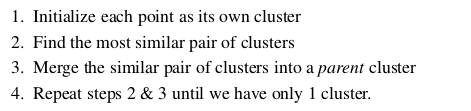 1. Initialize each point as its own cluster
2. Find the most similar pair of clusters
3. Merge the similar pair of clusters into a parent cluster
4. Repeat steps 2 & 3 until we have only 1 cluster.